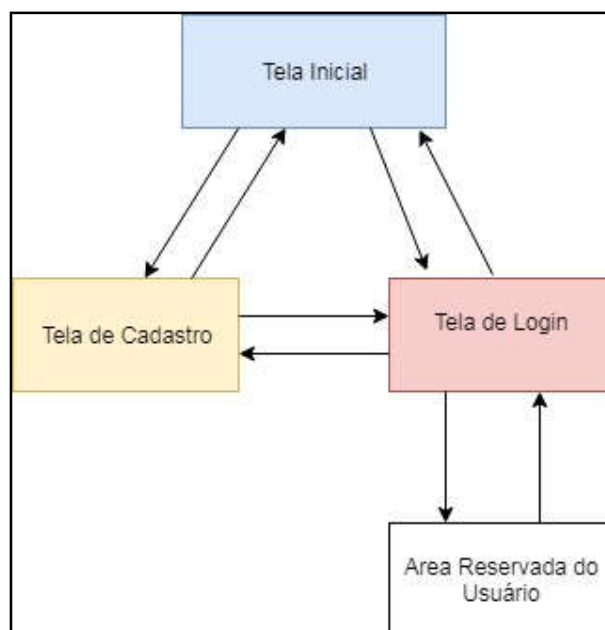 Tela Inicial
Tela de Cadastro
Tela de Login
Area Reservada do
Usuário